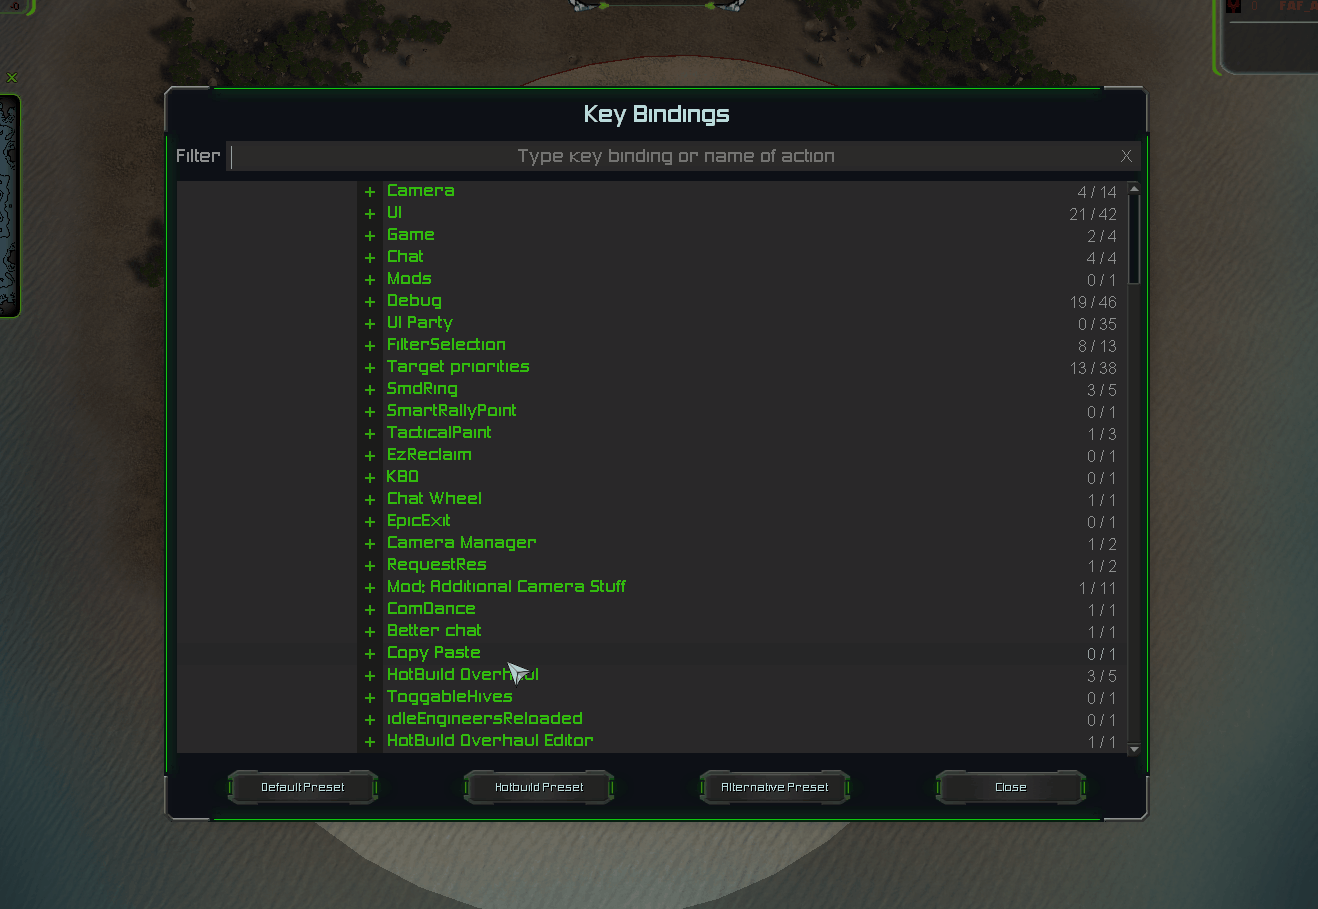 -0
0 FAF_A
X
Key Bindings
Filter Type key binding or name of action X
+ Camera 4 / 14
+ UI 21 / 42
+ Game 2 / 4
+ Chat 4 / 4
+ Mods 0 / 1
+ Debug 19 / 46
+ UI Party 0 / 35
+ FilterSelection 8 / 13
+ Target priorities 13 / 38
+ SmdRing 3 / 5
+ SmartRallyPoint 0 / 1
+ TacticalPaint 1 / 3
+ EzReclaim 0 / 1
+ KBO 0 / 1
+ Chat Wheel 1 / 1
+ EpicExit 0 / 1
+ Camera Manager 1 / 2
+ RequestRes 1 / 2
+ Mod: Additional Camera Stuff 1 / 11
+ ComDance 1 / 1
+ Better chat 1 / 1
+ Copy Paste 0 / 1
+ HotBuild Overhaul 3 / 5
+ ToggableHives 0 / 1
+ idleEngineersReloaded 0 / 1
+ HotBuild Overhaul Editor 1 / 1
Default Preset Hotbuild Preset Alternative Preset Close